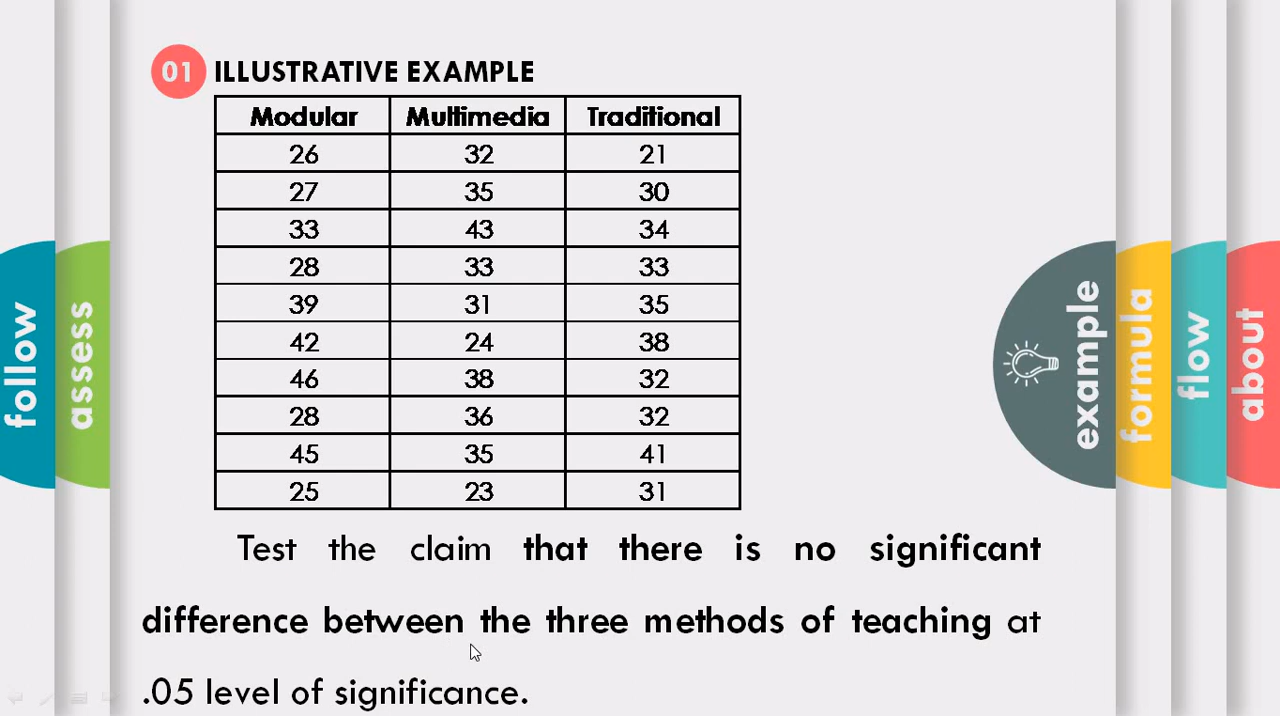 01 ILLUSTRATIVE EXAMPLE
Modular Multimedia Traditional
26 32 21
27 35 30
33 43 34
28 33 33
39 31 35
42 24 38
46 38 32
28 36 32
45 35 41
25 23 31
Test the claim that there is no significant
difference between the three methods of teaching at
.05 level of significance.
follow
assess
example
formula
flow
about